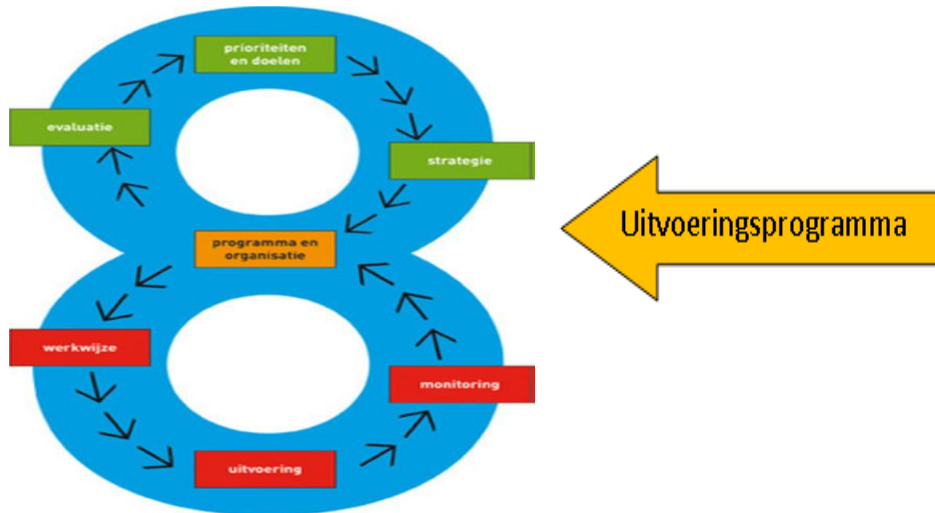 prioriteiten
en doelen
evaluatie
strategie
programma en
organisatie
Uitvoeringsprogramma
werkwijze
monitoring
uitvoering